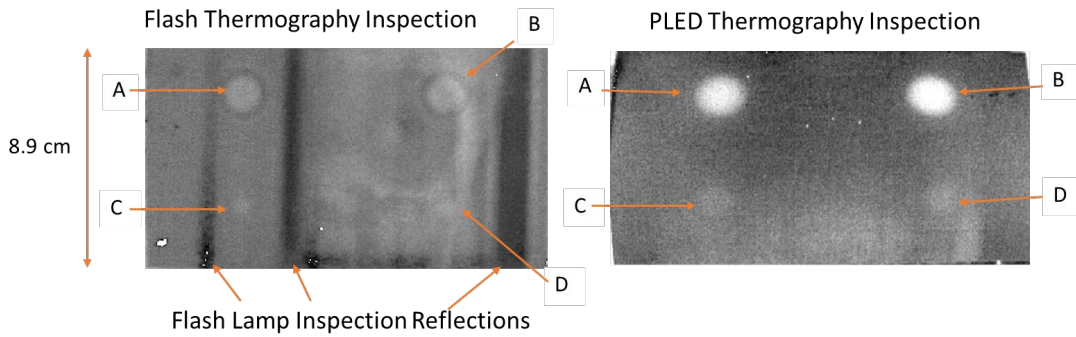 Flash Thermography Inspection
PLED Thermography Inspection
B
A
A
B
8.9 cm
C
C
D
D
Flash Lamp Inspection Reflections